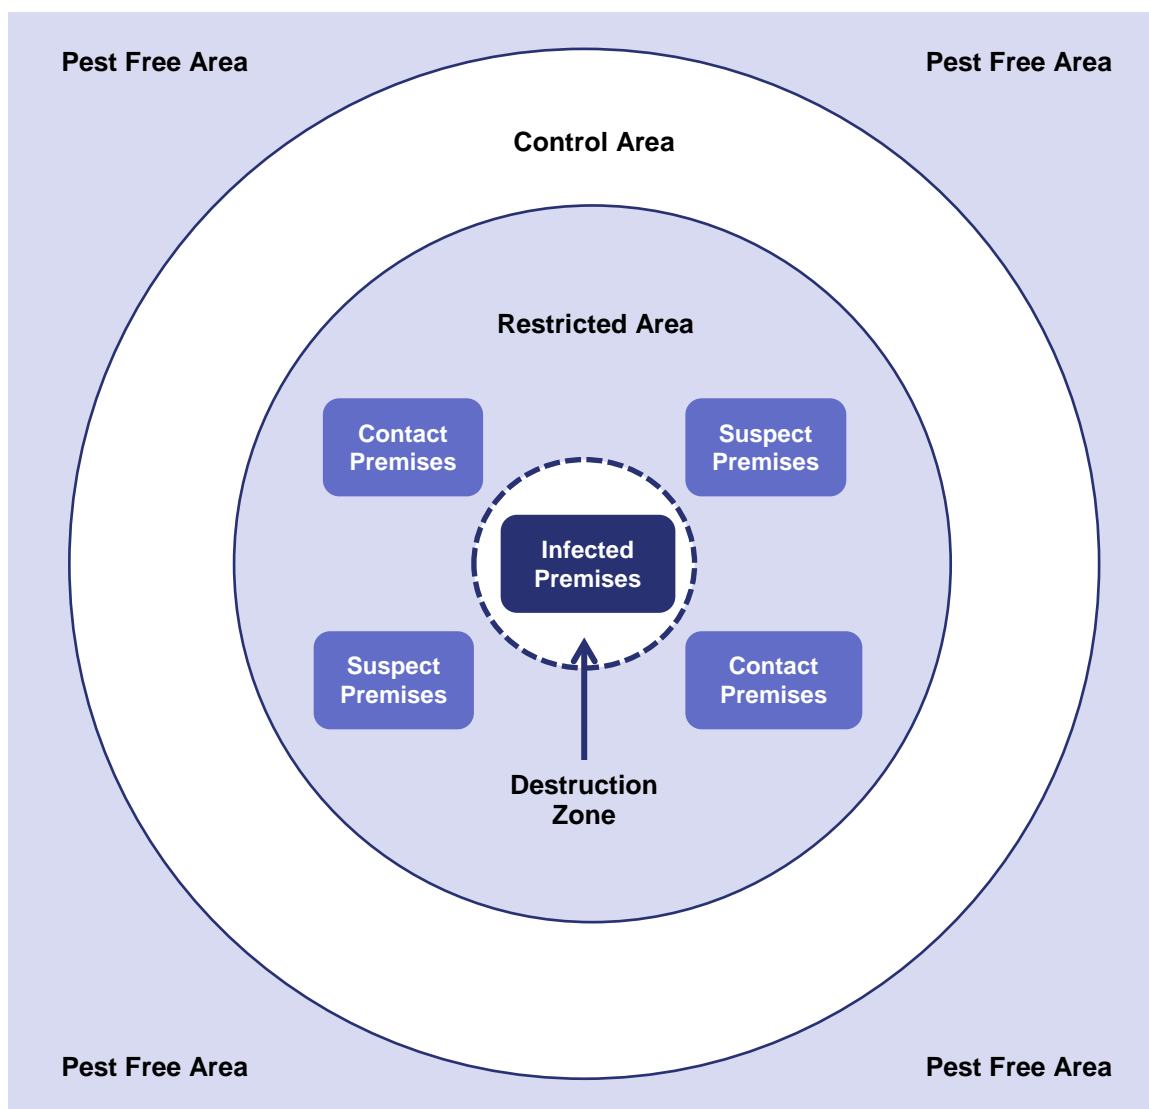 Pest Free Area
Pest Free Area
Control Area
Restricted Area
Contact
Premises
Suspect
Premises
Infected
Premises
Suspect
Premises
Contact
Premises
Destruction
Zone
Pest Free Area
Pest Free Area